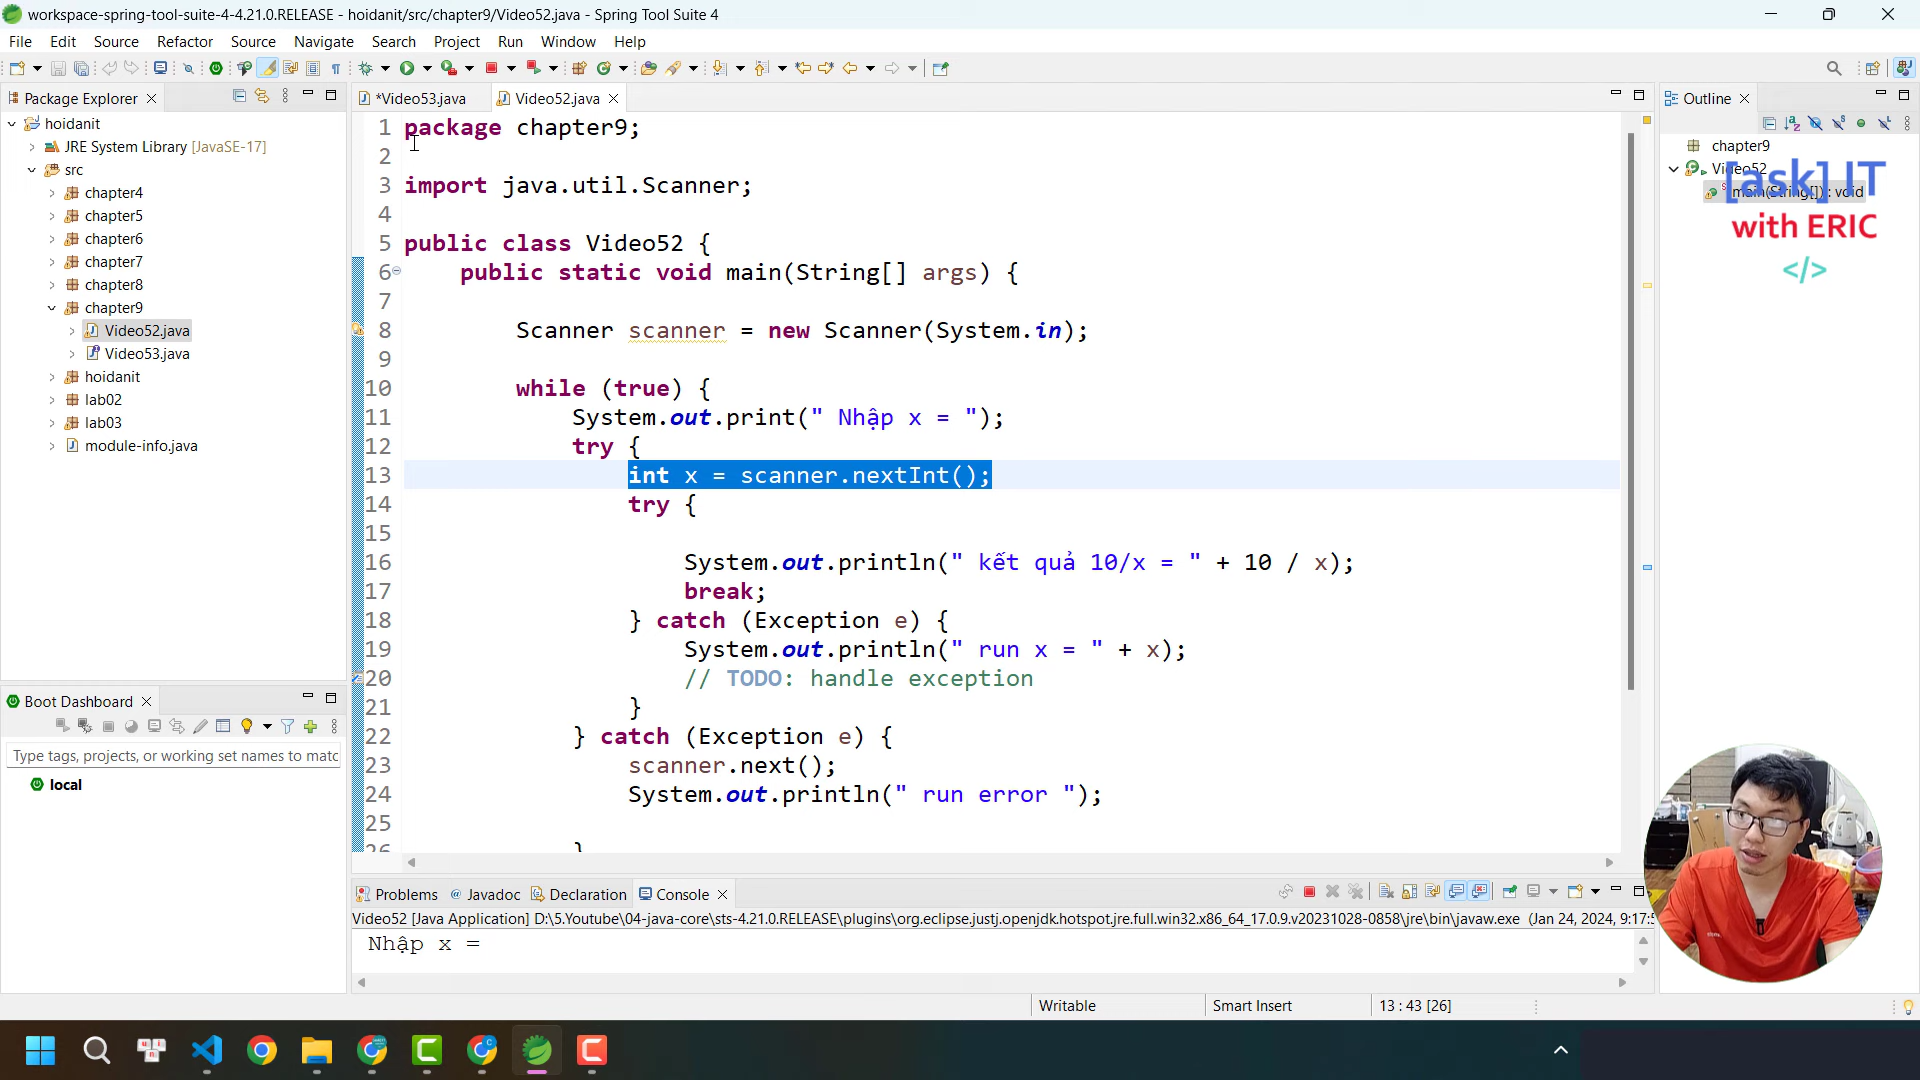 workspace-spring-tool-suite-4-4.21.0.RELEASE - hoidanit/src/chapter9/Video52.java - Spring Tool Suite 4
File Edit Source Refactor Source Navigate Search Project Run Window Help
Package Explorer
hoidanit
JRE System Library [JavaSE-17]
src
chapter4
chapter5
chapter6
chapter7
chapter8
chapter9
Video52.java
Video53.java
hoidanit
lab02
lab03
module-info.java
Boot Dashboard
Type tags, projects, or working set names to matc
local
*Video53.java Video52.java
1 package chapter9;
2
3 import java.util.Scanner;
4
5 public class Video52 {
6 public static void main(String[] args) {
7
8 Scanner scanner = new Scanner(System.in);
9
10 while (true) {
11 System.out.print(" Nhập x = ");
12 try {
13 int x = scanner.nextInt();
14 try {
15
16 System.out.println(" kết quả 10/x = " + 10 / x);
17 break;
18 } catch (Exception e) {
19 System.out.println(" run x = " + x);
20 // TODO: handle exception
21 }
22 } catch (Exception e) {
23 scanner.next();
24 System.out.println(" run error ");
25
26 }
Problems Javadoc Declaration Console
Video52 [Java Application] D:\5.Youtube\04-java-core\sts-4.21.0.RELEASE\plugins\org.eclipse.justj.openjdk.hotspot.jre.full.win32.x86_64_17.0.9.v20231028-0858\jre\bin\javaw.exe (Jan 24, 2024, 9:17:5
Nhập x =
Writable Smart Insert 13 : 43 [26]
Outline
chapter9
Video52
main(String[]) : void
[ask] IT
with ERIC
</>